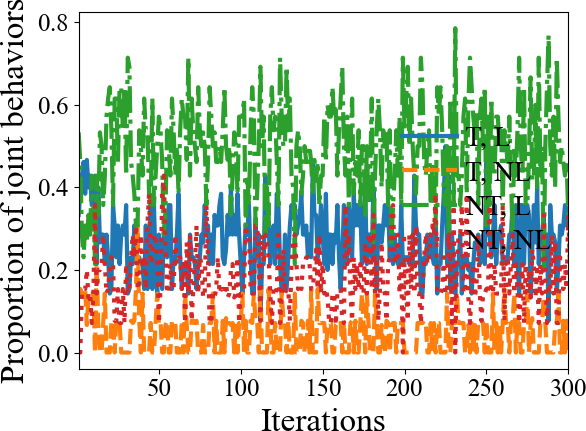 Proportion of joint behaviors
0.8
0.6
0.4
0.2
0.0
T, L
T, NL
NT, L
NT, NL
50 100 150 200 250 300
Iterations